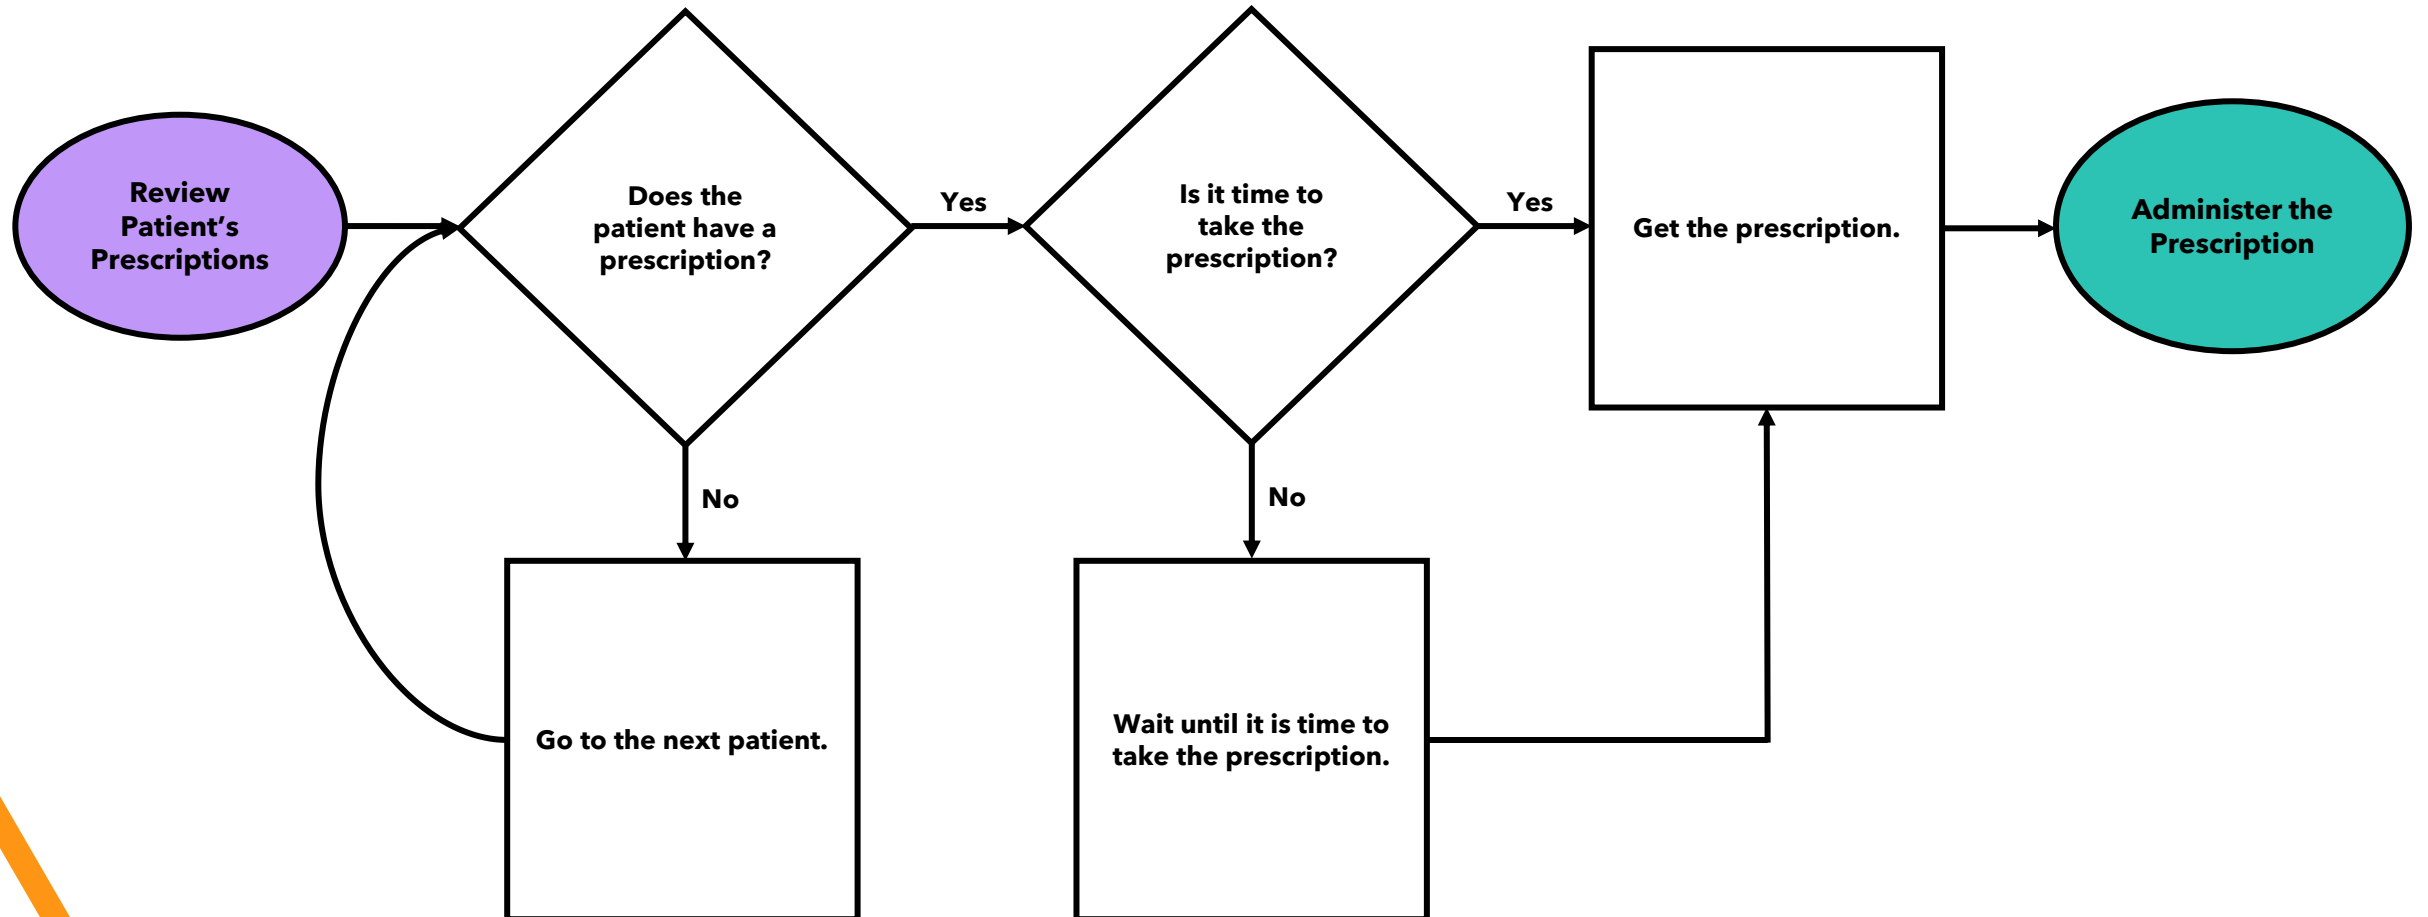 Review
Patient's
Prescriptions
Does the
patient have a
prescription?
Yes
Is it time to
take the
prescription?
Yes
Get the prescription.
Administer the
Prescription
No
No
Go to the next patient.
Wait until it is time to
take the prescription.